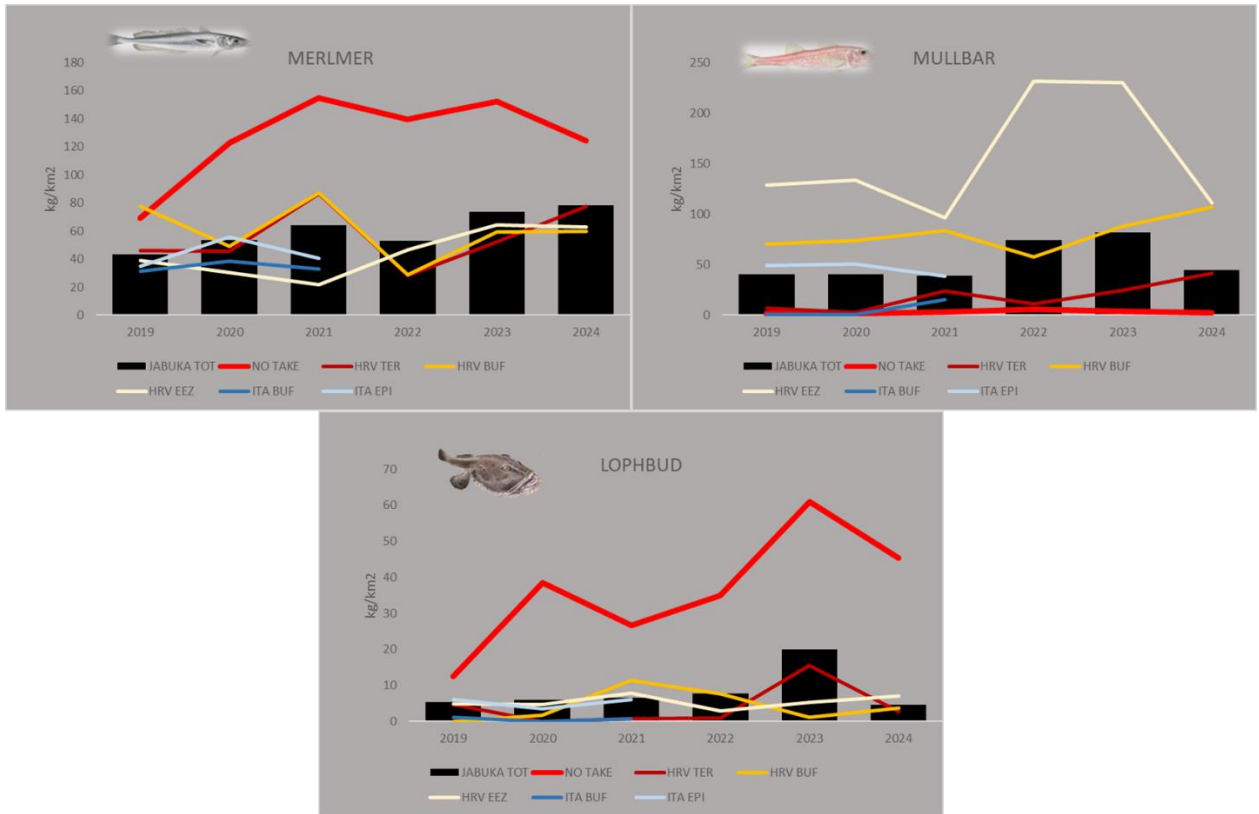 MERLMER
180
160
140
120
100
80
60
40
20
0
kg/km2
2019 2020 2021 2022 2023 2024
JABUKA TOT NO TAKE HRV TER HRV BUF
HRV EEZ ITA BUF ITA EPI
MULLBAR
250
200
150
100
50
0
kg/km2
2019 2020 2021 2022 2023 2024
JABUKA TOT NO TAKE HRV TER HRV BUF
HRV EEZ ITA BUF ITA EPI
LOPHBUD
70
60
50
40
30
20
10
0
kg/km2
2019 2020 2021 2022 2023 2024
JABUKA TOT NO TAKE HRV TER HRV BUF
HRV EEZ ITA BUF ITA EPI